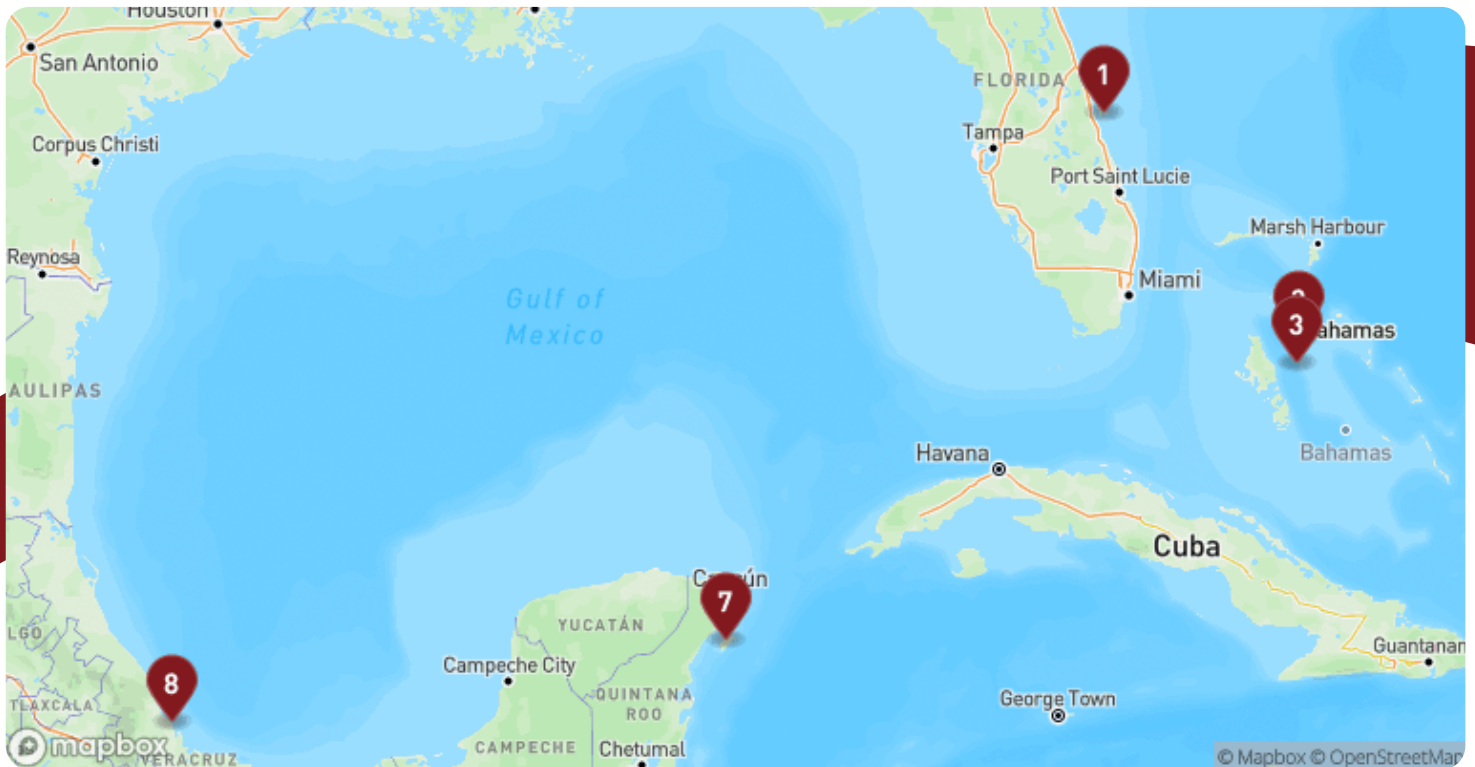 Houston
San Antonio
FLORIDA
1
Tampa
Corpus Christi
Port Saint Lucie
Marsh Harbour
Reynosa
Miami
Gulf of
Mexico
3
ahamas
AULIPAS
Havana
Bahamas
Cuba
7
YUCATÁN
LGO
Guantanan
Campeche City
8
QUINTANA
ROO
George Town
TLAXCALA
mapbox
VERACRUZ
CAMPECHE
Chetumal
© Mapbox © OpenStreetMap